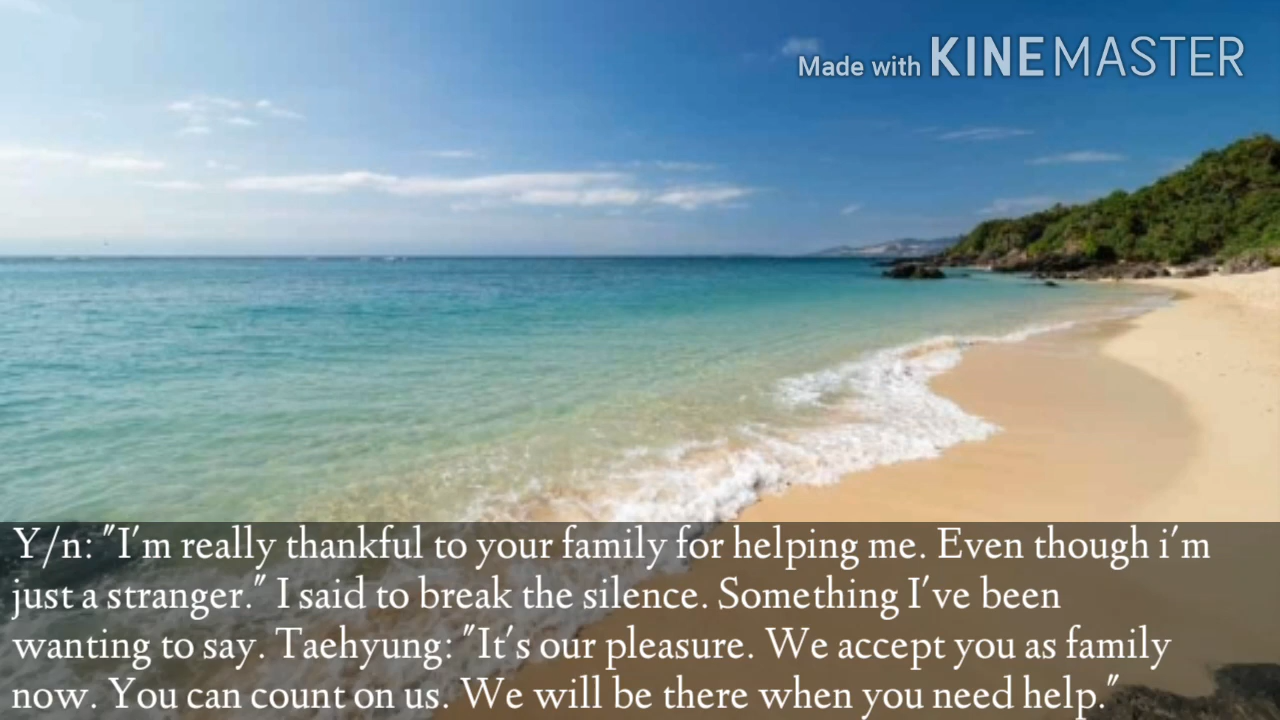 Made with KINEMASTER
Y/n: "I'm really thankful to your family for helping me. Even though i'm
just a stranger." I said to break the silence. Something I've been
wanting to say. Taehyung: "It's our pleasure. We accept you as family
now. You can count on us. We will be there when you need help."